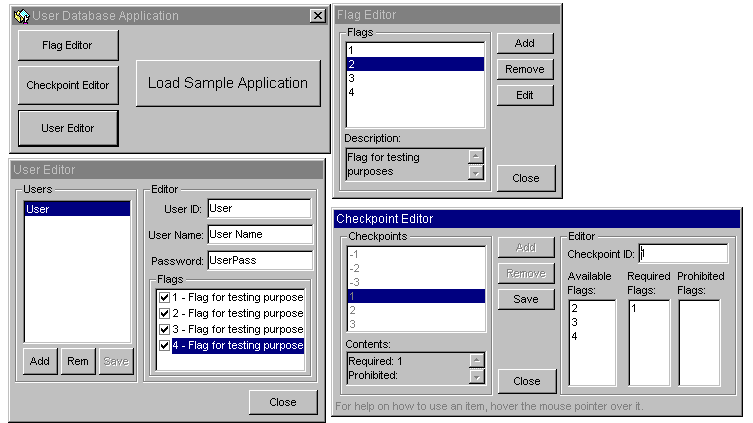 User Database Application
Flag Editor
Checkpoint Editor
User Editor
Load Sample Application
Flag Editor
Flags
1
2
3
4
Description:
Flag for testing
purposes
Add
Remove
Edit
Close
User Editor
Users
User
Add
Rem
Save
Editor
User ID:
User
User Name:
User Name
Password:
UserPass
Flags
1 - Flag for testing purpose
2 - Flag for testing purpose
3 - Flag for testing purpose
4 - Flag for testing purpose
Close
Checkpoint Editor
Checkpoints
-1
-2
-3
1
2
3
Contents:
Required: 1
Prohibited:
Add
Remove
Save
Close
Editor
Checkpoint ID:
1
Available
Flags:
2
3
4
Required
Flags:
1
Prohibited
Flags:
For help on how to use an item, hover the mouse pointer over it.